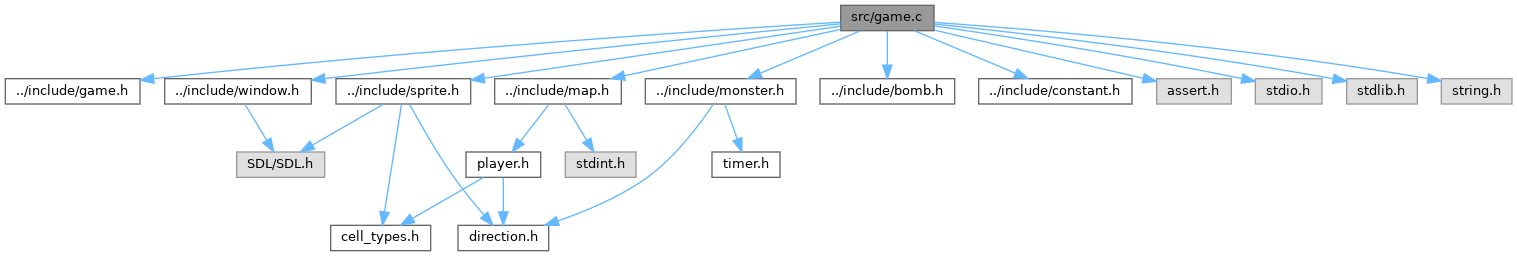 src/game.c
../include/game.h
../include/window.h
../include/sprite.h
../include/map.h
../include/monster.h
../include/bomb.h
../include/constant.h
assert.h
stdio.h
stdlib.h
string.h
SDL/SDL.h
player.h
stdint.h
timer.h
cell_types.h
direction.h